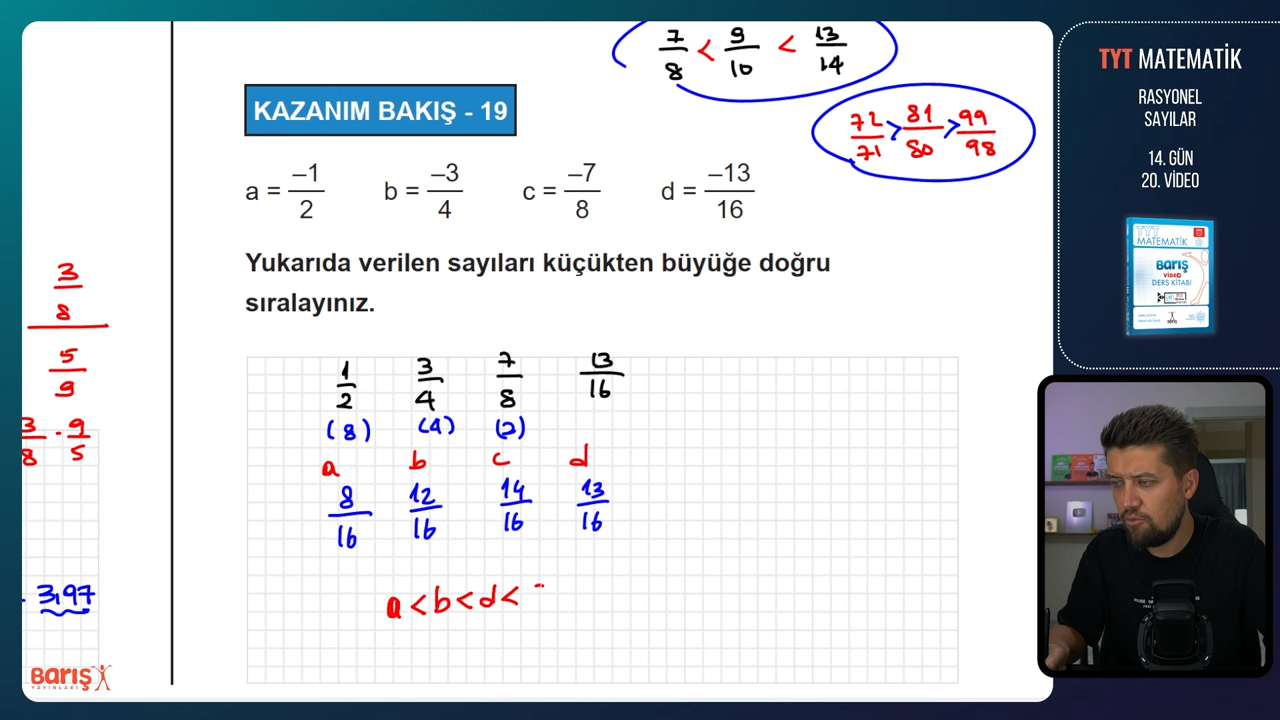 7/8 < 9/10 < 13/14
72/71 > 81/80 > 99/98
KAZANIM BAKIŞ - 19
a = –1/2 b = –3/4 c = –7/8 d = –13/16
Yukarıda verilen sayıları küçükten büyüğe doğru
sıralayınız.
1/2 3/4 7/8 13/16
(8) (4) (2)
a b c d
8/16 12/16 14/16 13/16
a < b < d <
3/8
5/9
3/8 · 9/5
3,97
Barış
YAYINLARI
TYT MATEMATİK
RASYONEL
SAYILAR
14. GÜN
20. VİDEO
TYT
MATEMATİK
Barış
VİDEO
DERS KİTABI